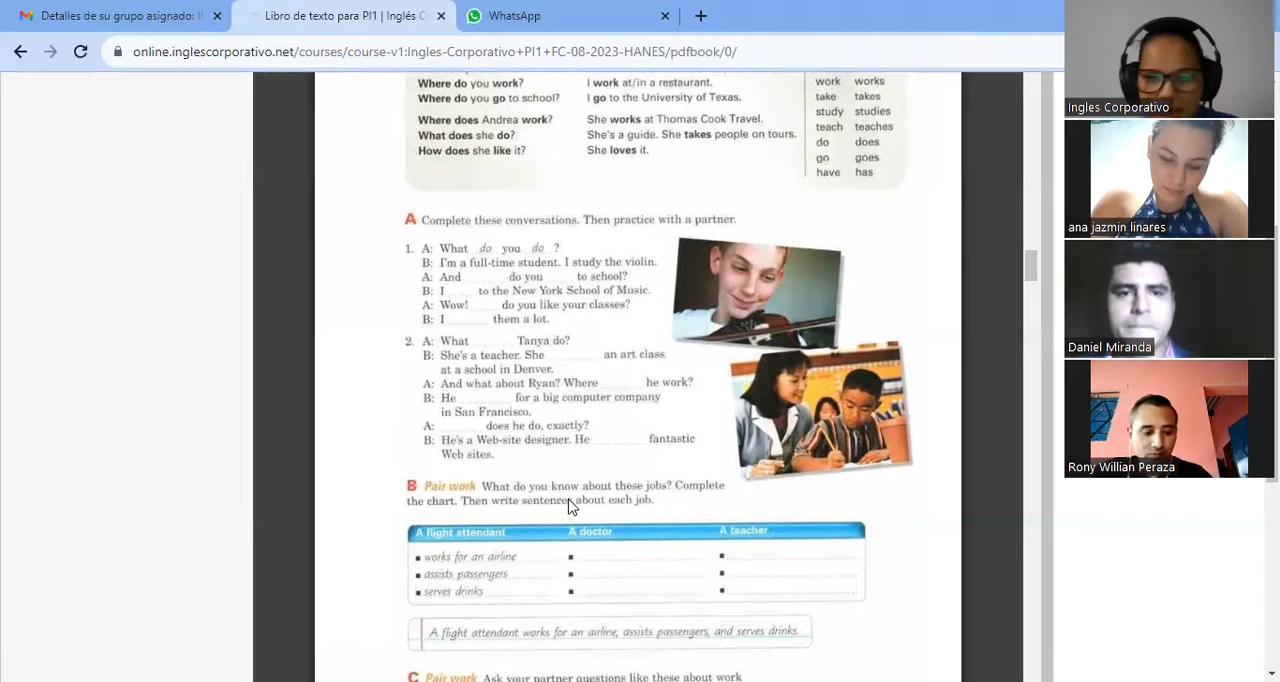 Detalles de su grupo asignado: II
Libro de texto para PI1 | Inglés C
WhatsApp
online.inglescorporativo.net/courses/course-v1:Ingles-Corporativo+PI1+FC-08-2023-HANES/pdfbook/0/
Where do you work? I work at/in a restaurant.
Where do you go to school? I go to the University of Texas.
Where does Andrea work? She works at Thomas Cook Travel.
What does she do? She's a guide. She takes people on tours.
How does she like it? She loves it.
work works
take takes
study studies
teach teaches
do does
go goes
have has
A Complete these conversations. Then practice with a partner.
1. A: What do you do ?
B: I'm a full-time student. I study the violin.
A: And ........ do you ........ to school?
B: I ........ to the New York School of Music.
A: Wow! ........ do you like your classes?
B: I ........ them a lot.
2. A: What ........ Tanya do?
B: She's a teacher. She ........ an art class
at a school in Denver.
A: And what about Ryan? Where ........ he work?
B: He ........ for a big computer company
in San Francisco.
A: ........ does he do, exactly?
B: He's a Web-site designer. He ........ fantastic
Web sites.
B Pair work What do you know about these jobs? Complete
the chart. Then write sentences about each job.
A flight attendant A doctor A teacher
▪ works for an airline
▪ assists passengers
▪ serves drinks
A flight attendant works for an airline, assists passengers, and serves drinks.
C Pair work Ask your partner questions like these about work
Ingles Corporativo
ana jazmin linares
Daniel Miranda
Rony Willian Peraza